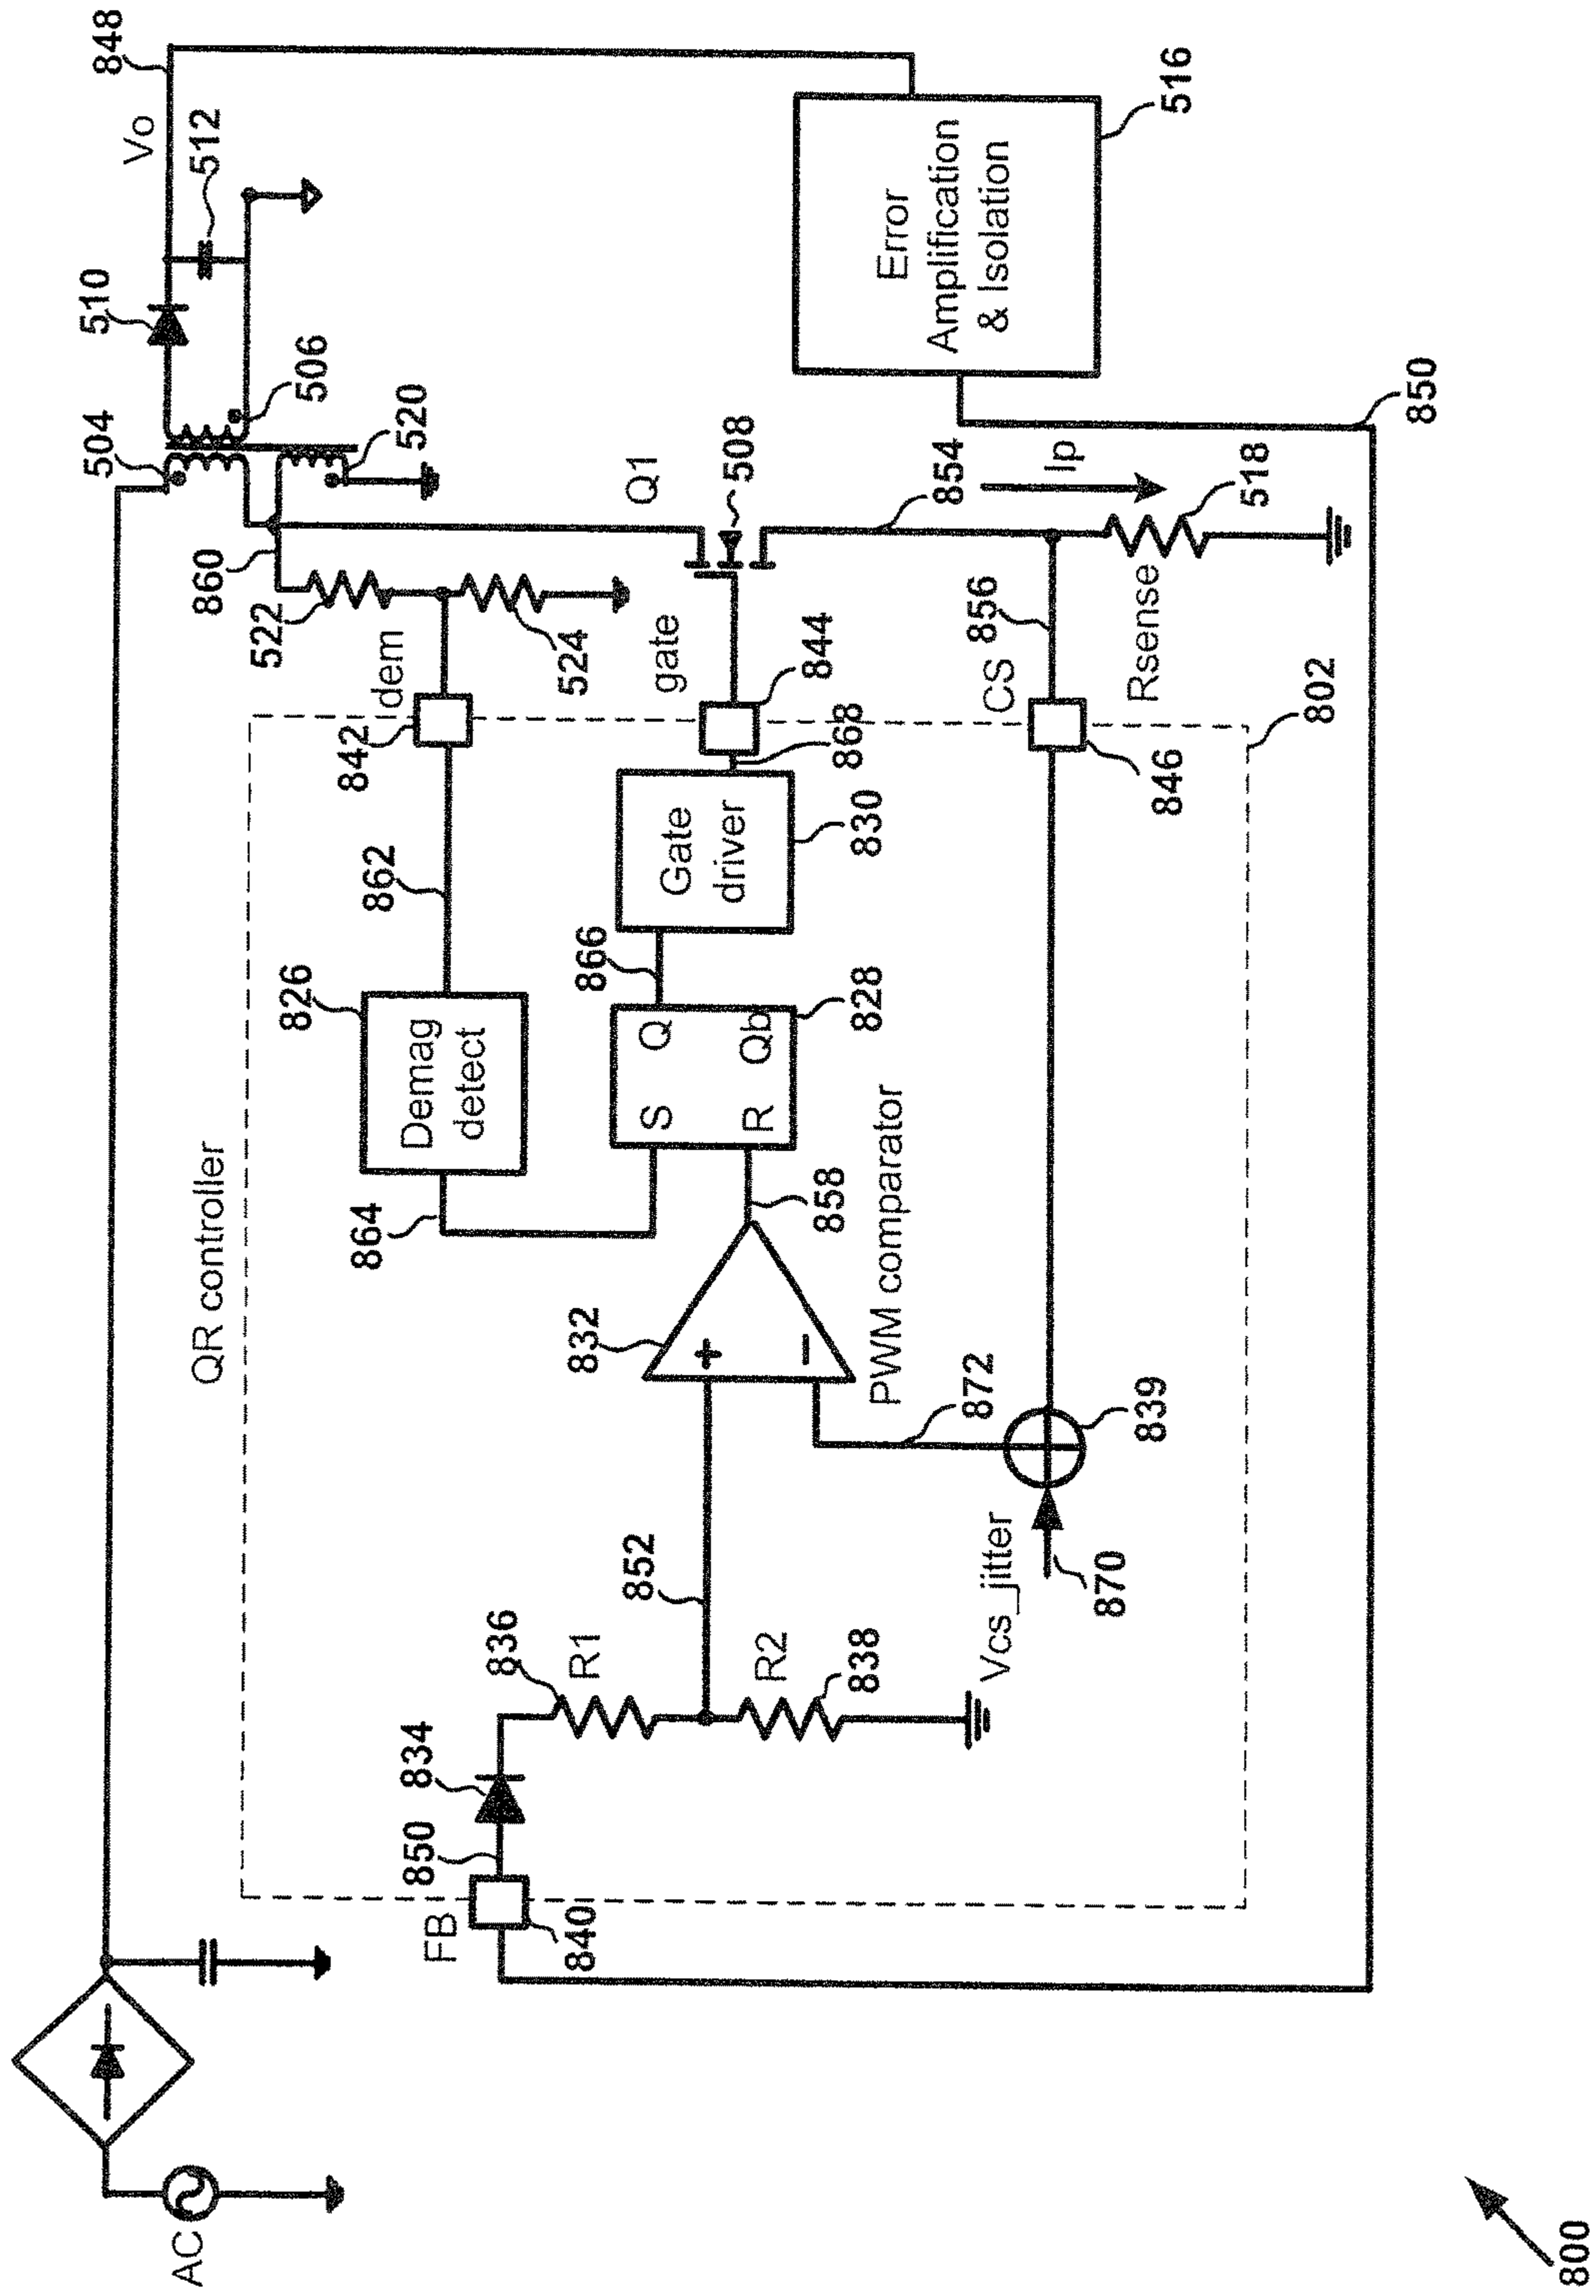 848
Vo
512
510
506
504
520
516
Error
Amplification
& Isolation
850
860
522
dem
524
Q1
508
gate
844
854
Ip
518
856
CS
Rsense
802
842
862
868
846
QR controller
826
Demag
detect
864
Gate
driver
830
866
828
S
Q
R
Qb
858
832
+
−
PWM comparator
872
839
852
Vcs_jitter
870
836
R1
R2
838
834
850
FB
840
AC
800